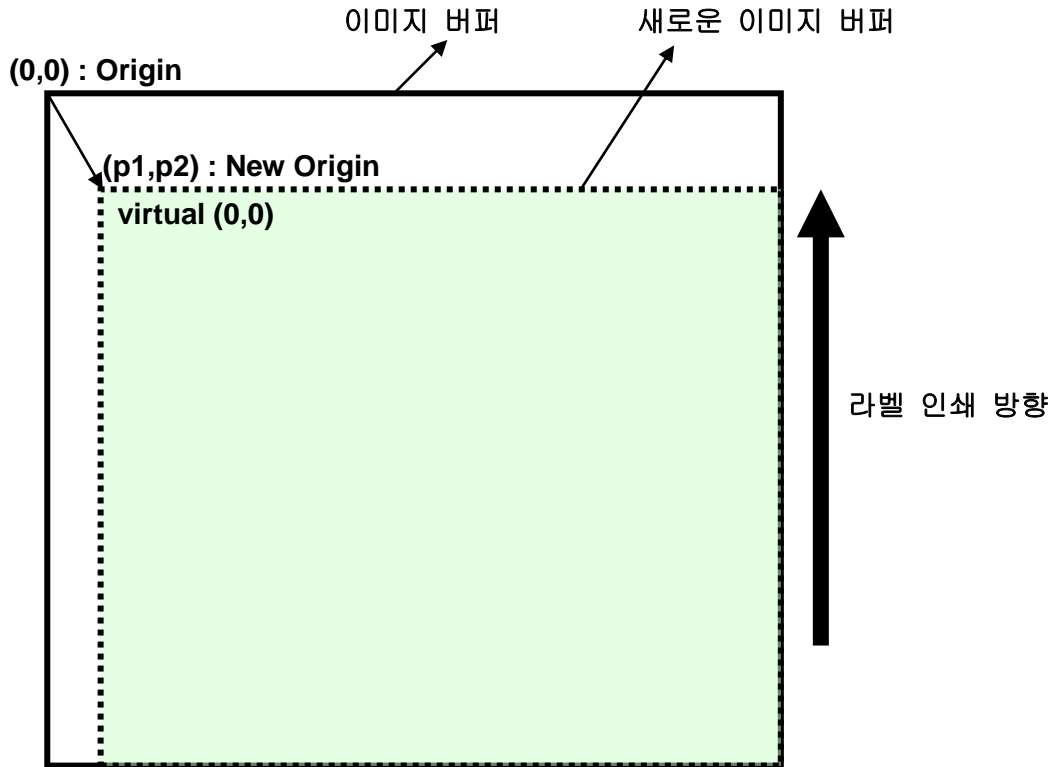 이미지 버퍼
새로운 이미지 버퍼
(0,0) : Origin
(p1,p2) : New Origin
virtual (0,0)
라벨 인쇄 방향